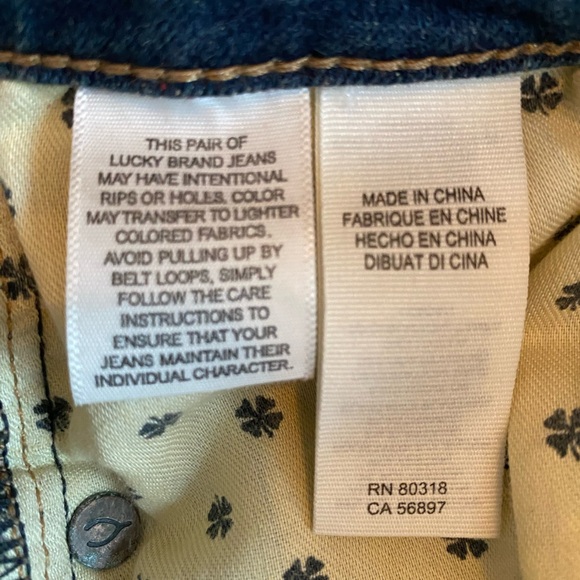 THIS PAIR OF
LUCKY BRAND JEANS
MAY HAVE INTENTIONAL
RIPS OR HOLES. COLOR
MAY TRANSFER TO LIGHTER
COLORED FABRICS.
AVOID PULLING UP BY
BELT LOOPS, SIMPLY
FOLLOW THE CARE
INSTRUCTIONS TO
ENSURE THAT YOUR
JEANS MAINTAIN THEIR
INDIVIDUAL CHARACTER.
MADE IN CHINA
FABRIQUE EN CHINE
HECHO EN CHINA
DIBUAT DI CINA
RN 80318
CA 56897